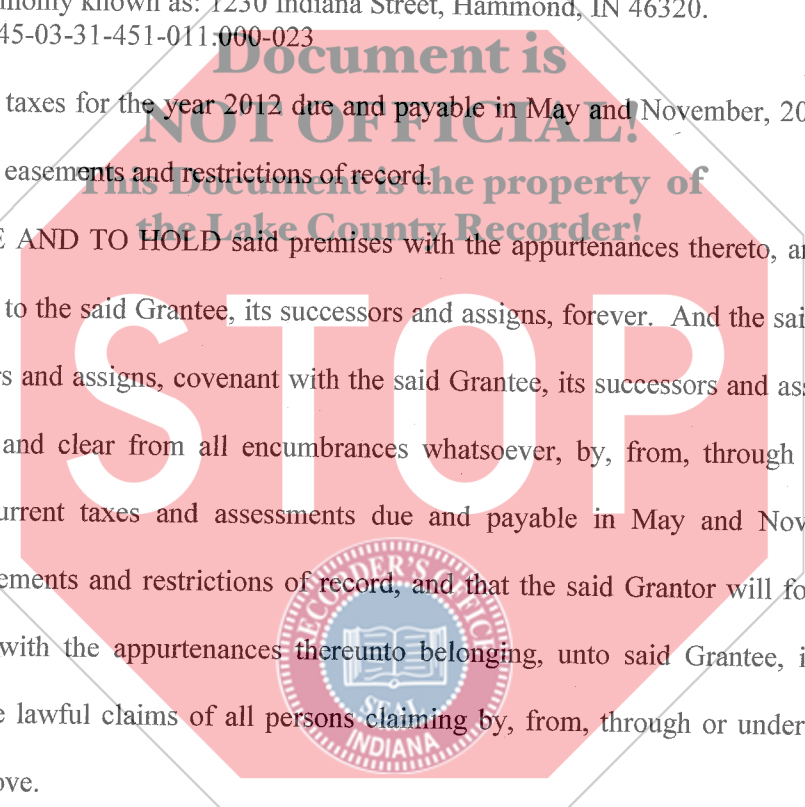 monly known as: 1230 Indiana Street, Hammond, IN 46320.
45-03-31-451-011.000-023
Document is
taxes for the year 2012 due and payable in May and November, 20
NOT OFFICIAL!
easements and restrictions of record.
This Document is the property of
the Lake County Recorder!
E AND TO HOLD said premises with the appurtenances thereto, a
to the said Grantee, its successors and assigns, forever. And the sai
STOP
s and assigns, covenant with the said Grantee, its successors and ass
and clear from all encumbrances whatsoever, by, from, through
urrent taxes and assessments due and payable in May and Nov
ements and restrictions of record, and that the said Grantor will fo
RECORDER'S OFFICE
with the appurtenances thereunto belonging, unto said Grantee, i
SEAL
e lawful claims of all persons claiming by, from, through or under
INDIANA
ove.